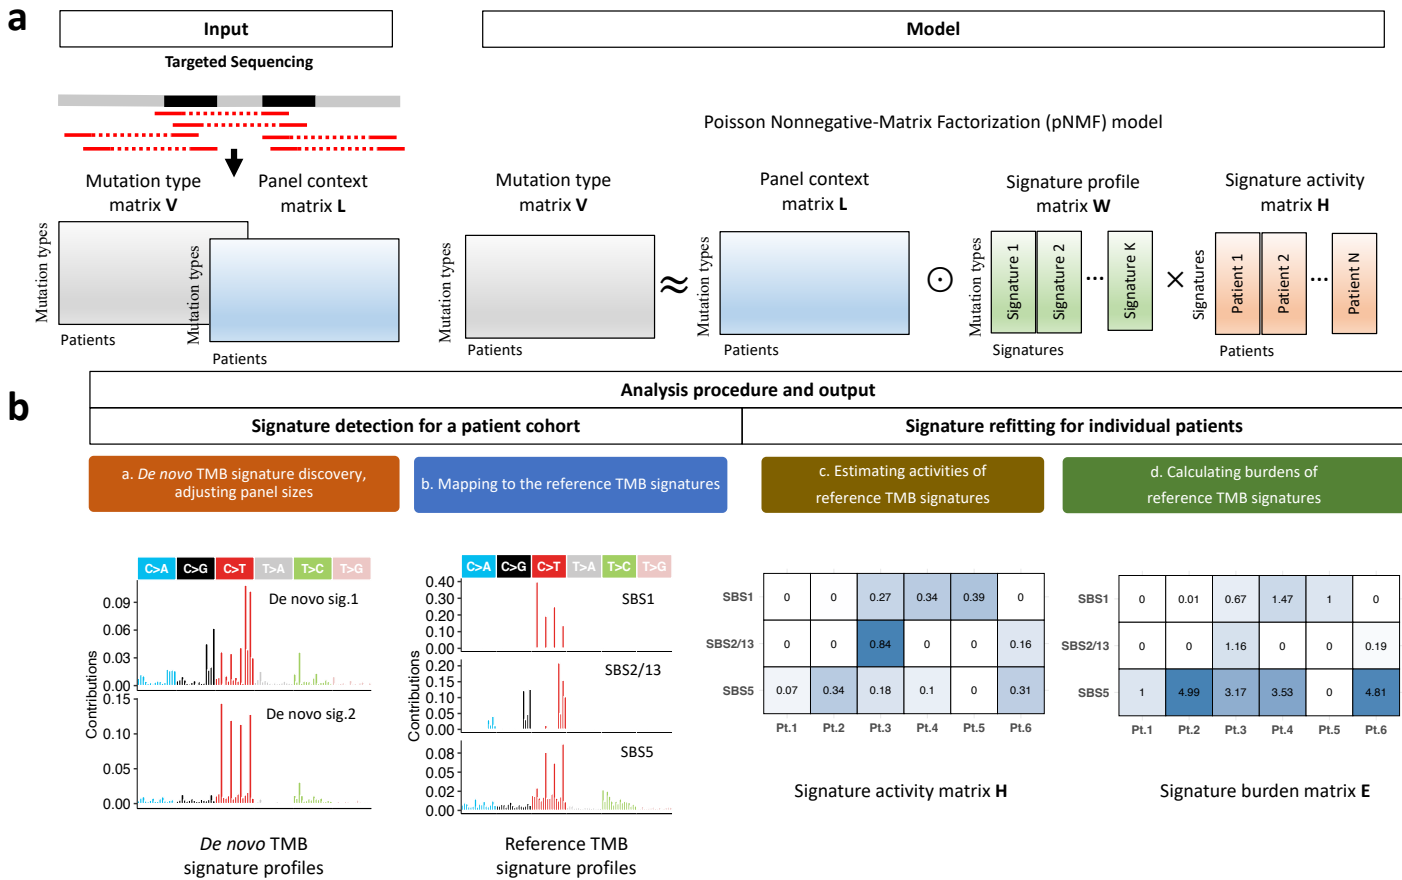 a
Input
Model
Targeted Sequencing
Poisson Nonnegative-Matrix Factorization (pNMF) model
Mutation type
matrix V
Panel context
matrix L
Mutation types
Patients
Mutation types
Patients
Mutation type
matrix V
Mutation types
Patients
≈
Panel context
matrix L
Mutation types
Patients
⊙
Signature profile
matrix W
Mutation types
Signature 1
Signature 2
...
Signature K
Signatures
×
Signature activity
matrix H
Signatures
Patient 1
Patient 2
...
Patient N
Patients
b
Analysis procedure and output
Signature detection for a patient cohort
Signature refitting for individual patients
a. De novo TMB signature discovery,
adjusting panel sizes
b. Mapping to the reference TMB signatures
c. Estimating activities of
reference TMB signatures
d. Calculating burdens of
reference TMB signatures
C>A C>G C>T T>A T>C T>G
De novo sig.1
0.09
0.06
0.03
0.00
De novo sig.2
0.15
0.10
0.05
0.00
Contributions
De novo TMB
signature profiles
C>A C>G C>T T>A T>C T>G
SBS1
0.40
0.30
0.20
0.10
0.00
SBS2/13
0.20
0.15
0.10
0.05
0.00
SBS5
0.08
0.05
0.02
0.00
Contributions
Reference TMB
signature profiles
SBS1 0 0 0.27 0.34 0.39 0
SBS2/13 0 0 0.84 0 0 0.16
SBS5 0.07 0.34 0.18 0.1 0 0.31
Pt.1 Pt.2 Pt.3 Pt.4 Pt.5 Pt.6
Signature activity matrix H
SBS1 0 0.01 0.67 1.47 1 0
SBS2/13 0 0 1.16 0 0 0.19
SBS5 1 4.99 3.17 3.53 0 4.81
Pt.1 Pt.2 Pt.3 Pt.4 Pt.5 Pt.6
Signature burden matrix E